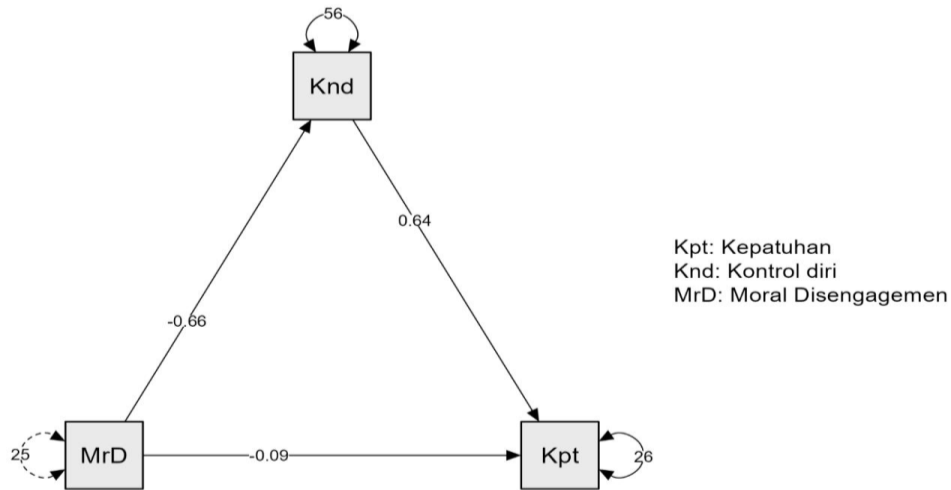 56
Knd
0.64
Kpt: Kepatuhan
Knd: Kontrol diri
MrD: Moral Disengagemen
-0.66
25
MrD
-0.09
Kpt
26